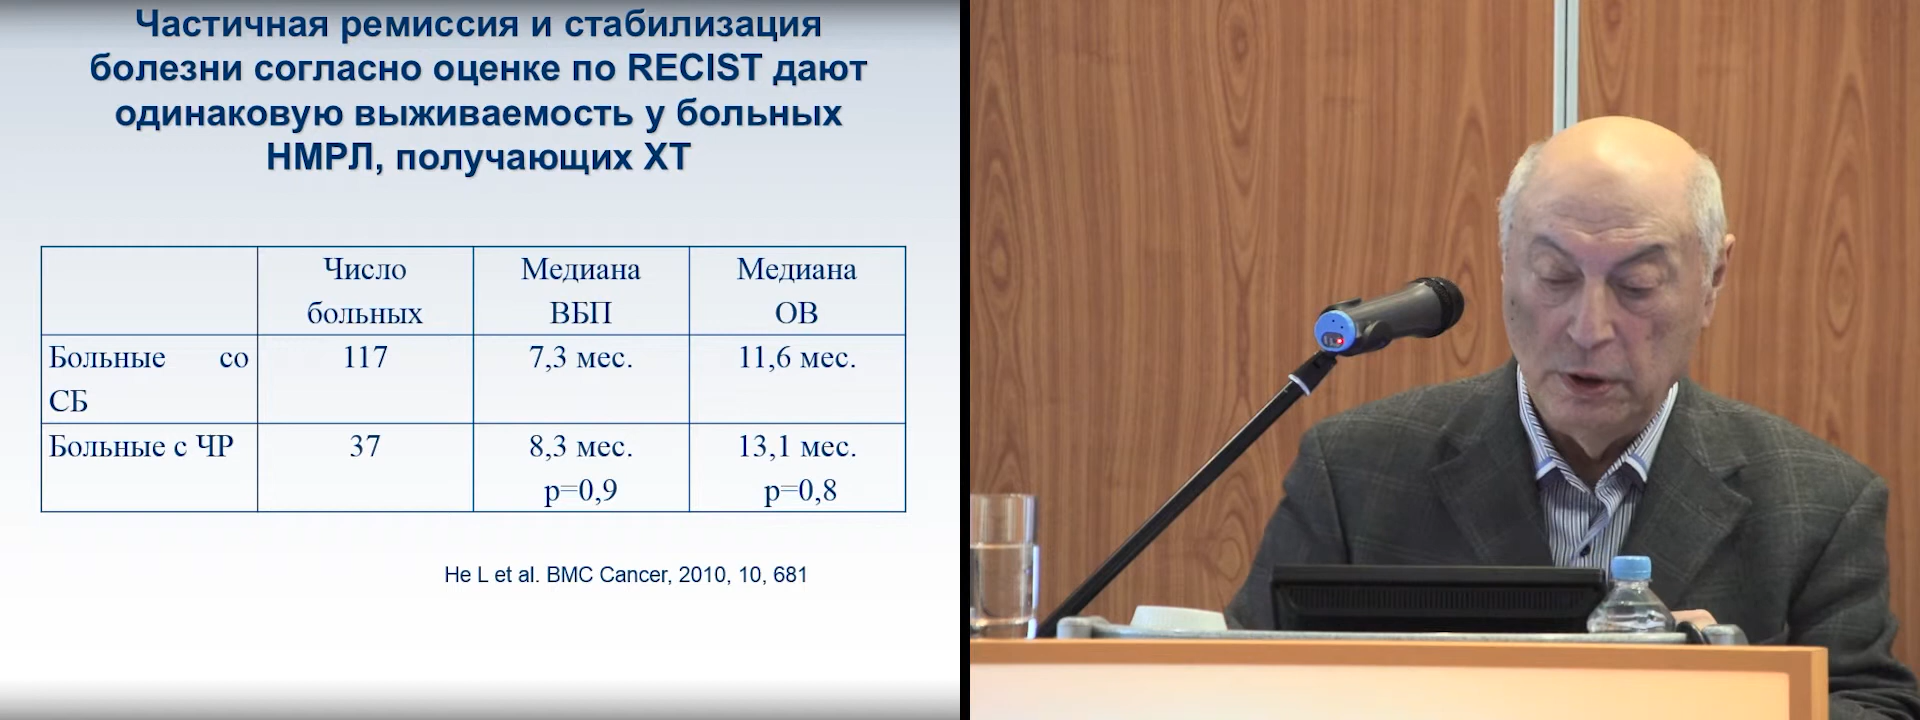 Частичная ремиссия и стабилизация
болезни согласно оценке по RECIST дают
одинаковую выживаемость у больных
НМРЛ, получающих ХТ
Число больных
Медиана ВБП
Медиана ОВ
Больные со СБ
117
7,3 мес.
11,6 мес.
Больные с ЧР
37
8,3 мес.
p=0,9
13,1 мес.
p=0,8
He L et al. BMC Cancer, 2010, 10, 681